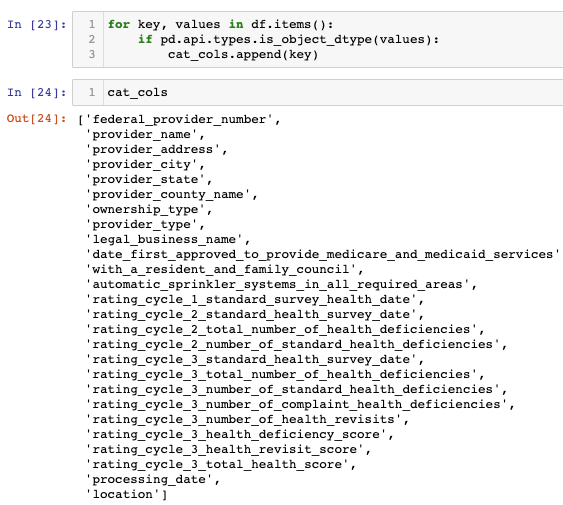 In [23]: 1 for key, values in df.items():
2     if pd.api.types.is_object_dtype(values):
3         cat_cols.append(key)
In [24]: 1 cat_cols
Out[24]: ['federal_provider_number',
'provider_name',
'provider_address',
'provider_city',
'provider_state',
'provider_county_name',
'ownership_type',
'provider_type',
'legal_business_name',
'date_first_approved_to_provide_medicare_and_medicaid_services'
'with_a_resident_and_family_council',
'automatic_sprinkler_systems_in_all_required_areas',
'rating_cycle_1_standard_survey_health_date',
'rating_cycle_2_standard_health_survey_date',
'rating_cycle_2_total_number_of_health_deficiencies',
'rating_cycle_2_number_of_standard_health_deficiencies',
'rating_cycle_3_standard_health_survey_date',
'rating_cycle_3_total_number_of_health_deficiencies',
'rating_cycle_3_number_of_standard_health_deficiencies',
'rating_cycle_3_number_of_complaint_health_deficiencies',
'rating_cycle_3_number_of_health_revisits',
'rating_cycle_3_health_deficiency_score',
'rating_cycle_3_health_revisit_score',
'rating_cycle_3_total_health_score',
'processing_date',
'location']